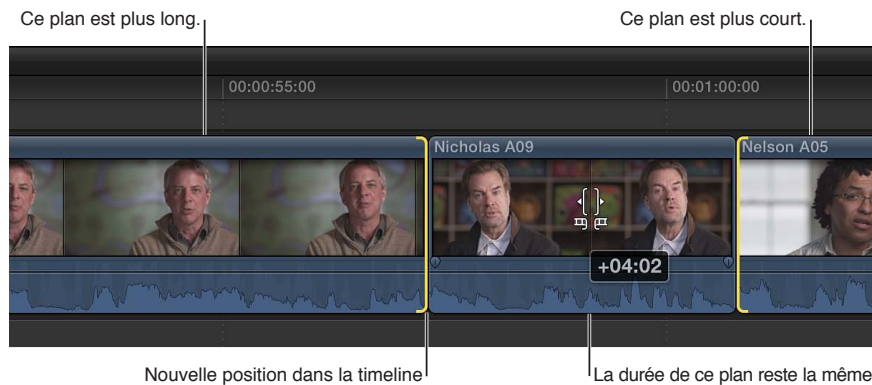 Ce plan est plus long.
Ce plan est plus court.
00:00:55:00
00:01:00:00
Nicholas A09
Nelson A05
+04:02
Nouvelle position dans la timeline
La durée de ce plan reste la même